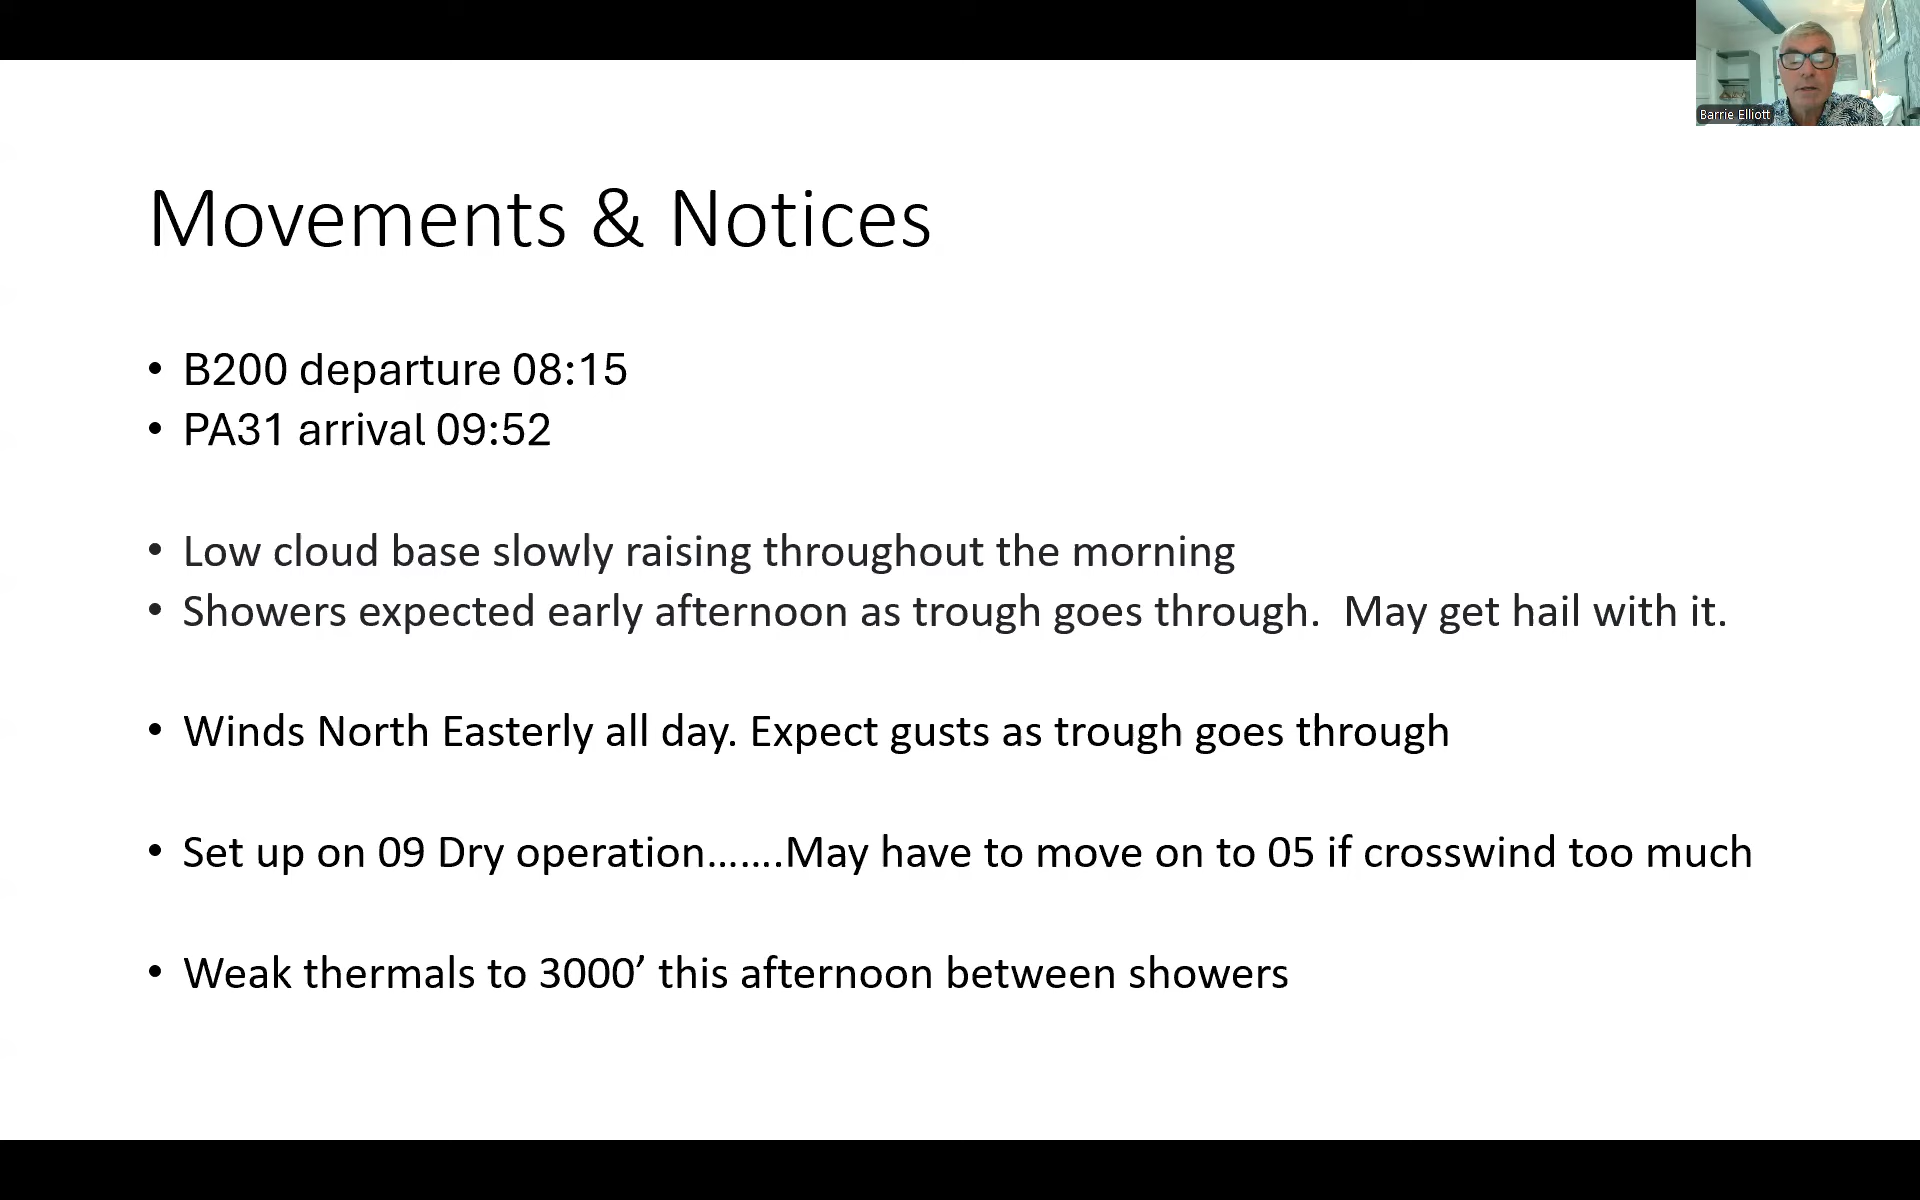 Barrie Elliott
Movements & Notices
• B200 departure 08:15
• PA31 arrival 09:52
• Low cloud base slowly raising throughout the morning
• Showers expected early afternoon as trough goes through.  May get hail with it.
• Winds North Easterly all day. Expect gusts as trough goes through
• Set up on 09 Dry operation…….May have to move on to 05 if crosswind too much
• Weak thermals to 3000’ this afternoon between showers